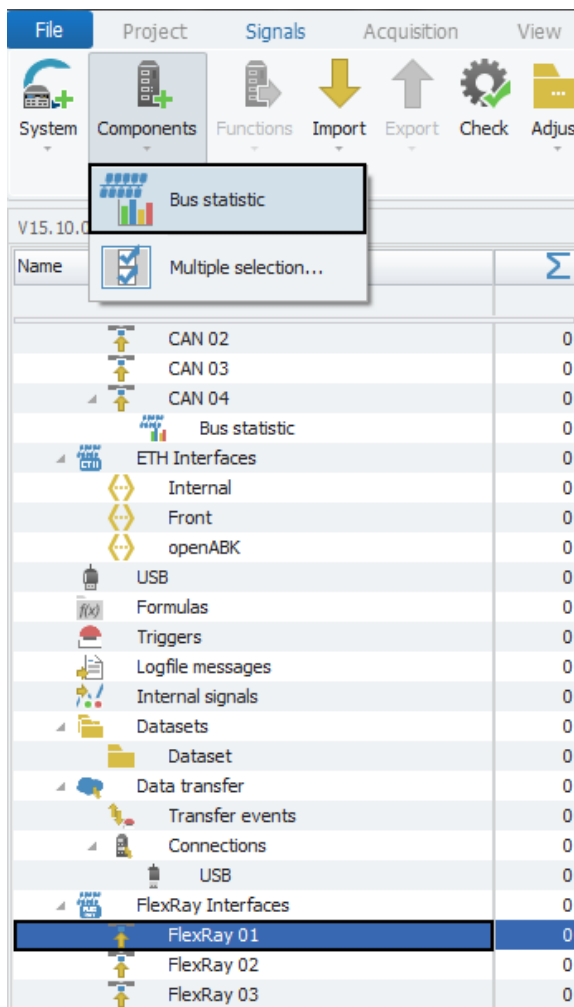 File Project Signals Acquisition View
System Components Functions Import Export Check Adjus
Bus statistic
V15.10.0
Multiple selection...
Name Σ
CAN 02 0
CAN 03 0
CAN 04 0
Bus statistic 0
ETH Interfaces 0
Internal 0
Front 0
openABK 0
USB 0
f(x) Formulas 0
Triggers 0
Logfile messages 0
Internal signals 0
Datasets 0
Dataset 0
Data transfer 0
Transfer events 0
Connections 0
USB 0
FlexRay Interfaces 0
FlexRay 01 0
FlexRay 02 0
FlexRay 03 0